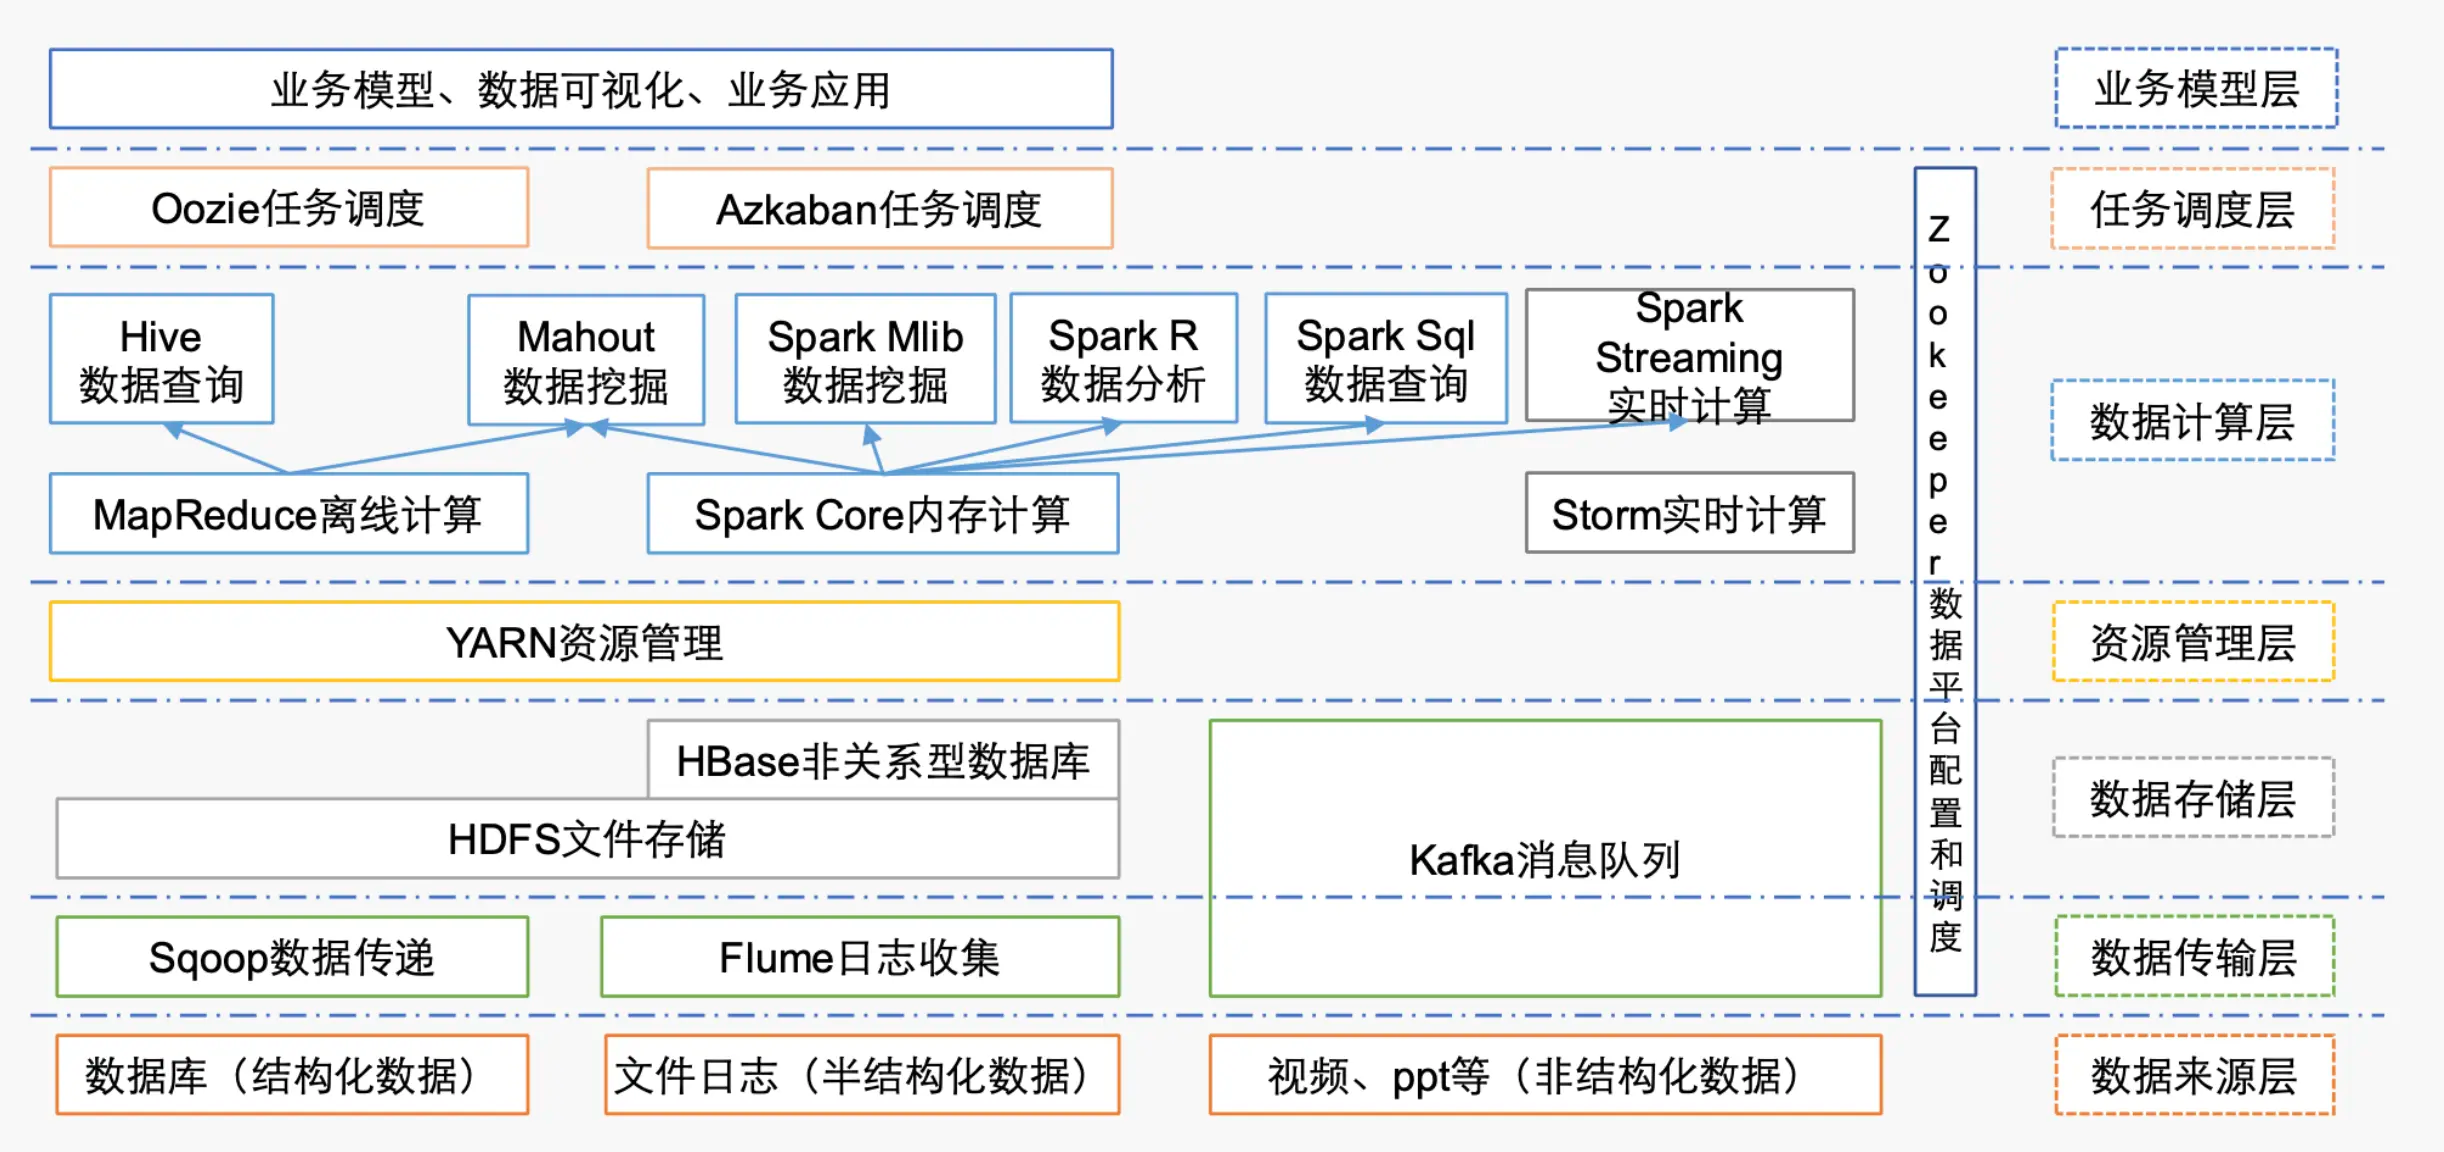 业务模型、数据可视化、业务应用
业务模型层
Oozie任务调度
Azkaban任务调度
任务调度层
Hive
数据查询
Mahout
数据挖掘
Spark Mlib
数据挖掘
Spark R
数据分析
Spark Sql
数据查询
Spark
Streaming
实时计算
Zookeeper数据平台配置和调度
数据计算层
MapReduce离线计算
Spark Core内存计算
Storm实时计算
YARN资源管理
资源管理层
HBase非关系型数据库
HDFS文件存储
Kafka消息队列
数据存储层
Sqoop数据传递
Flume日志收集
数据传输层
数据库（结构化数据）
文件日志（半结构化数据）
视频、ppt等（非结构化数据）
数据来源层